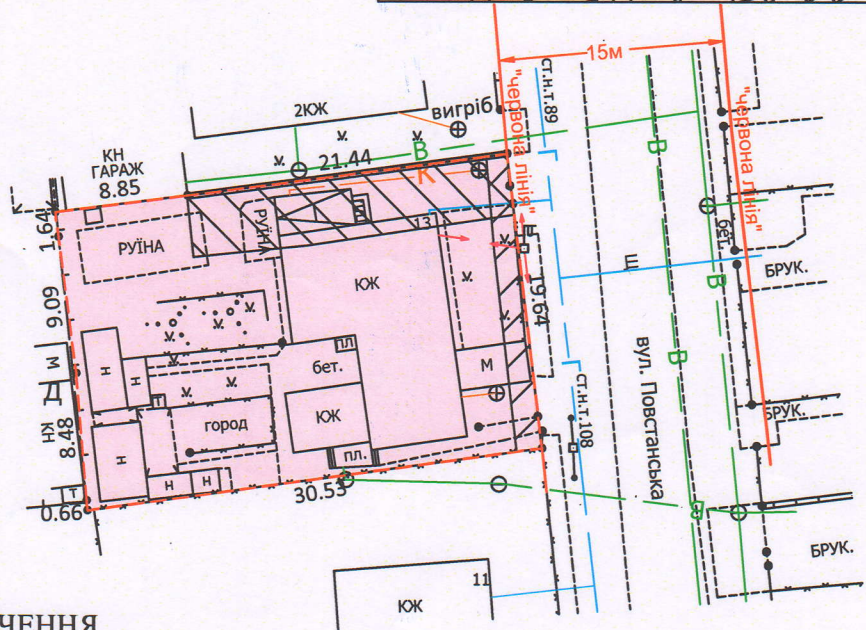 15м
"червона лінія"
ст.н.т.89
"червона лінія"
2КЖ
вигріб
КН
ГАРАЖ
8.85
21.44
В
К
1.64
РУЇНА
РУЇНА
13
КЖ
бет.
В
Щ
БРУК.
9.09
19.64
В
М
Н
Н
пл
бет.
М
В
вул. Повстанська
Д
КН
Т
город
КЖ
ст.н.т.108
БРУК.
8.48
Н
пл.
Н
Н
Т
0.66
30.53
В
БРУК.
11
КЖ
ЧЕННЯ